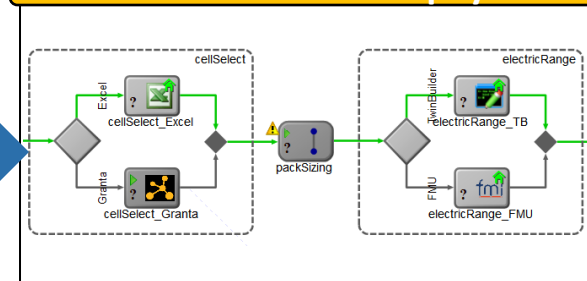 cellSelect
Excel
?
cellSelect_Excel
Granta
?
cellSelect_Granta
?
packSizing
electricRange
TwinBuilder
?
electricRange_TB
FMU
?
fmi
electricRange_FMU